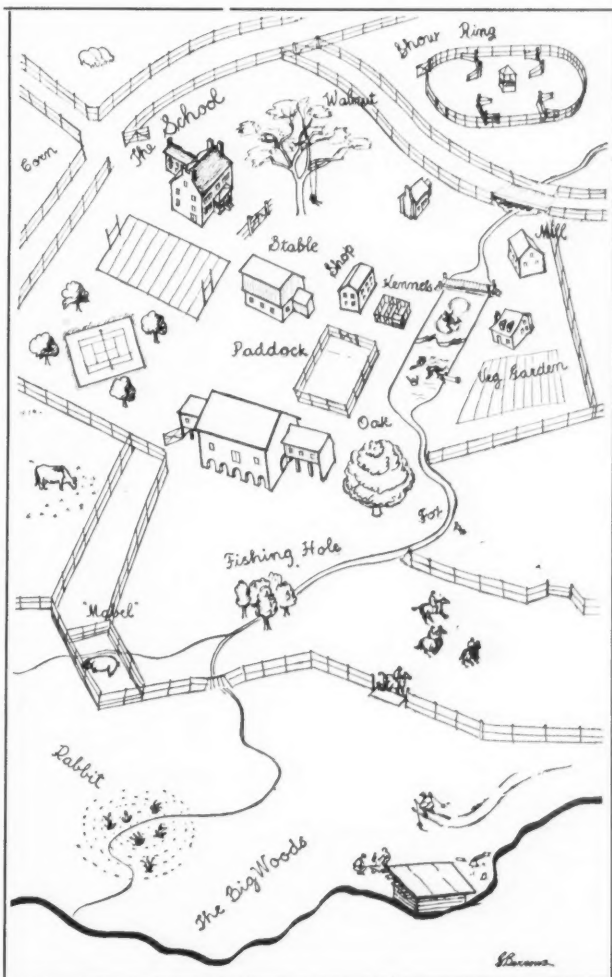 Show Ring
Walnut
The School
Corn
Stable
Shop
Mill
Kennels
Paddock
Veg. Garden
Oak
Fox
Fishing Hole
"Mabel"
Rabbit
The Big Woods